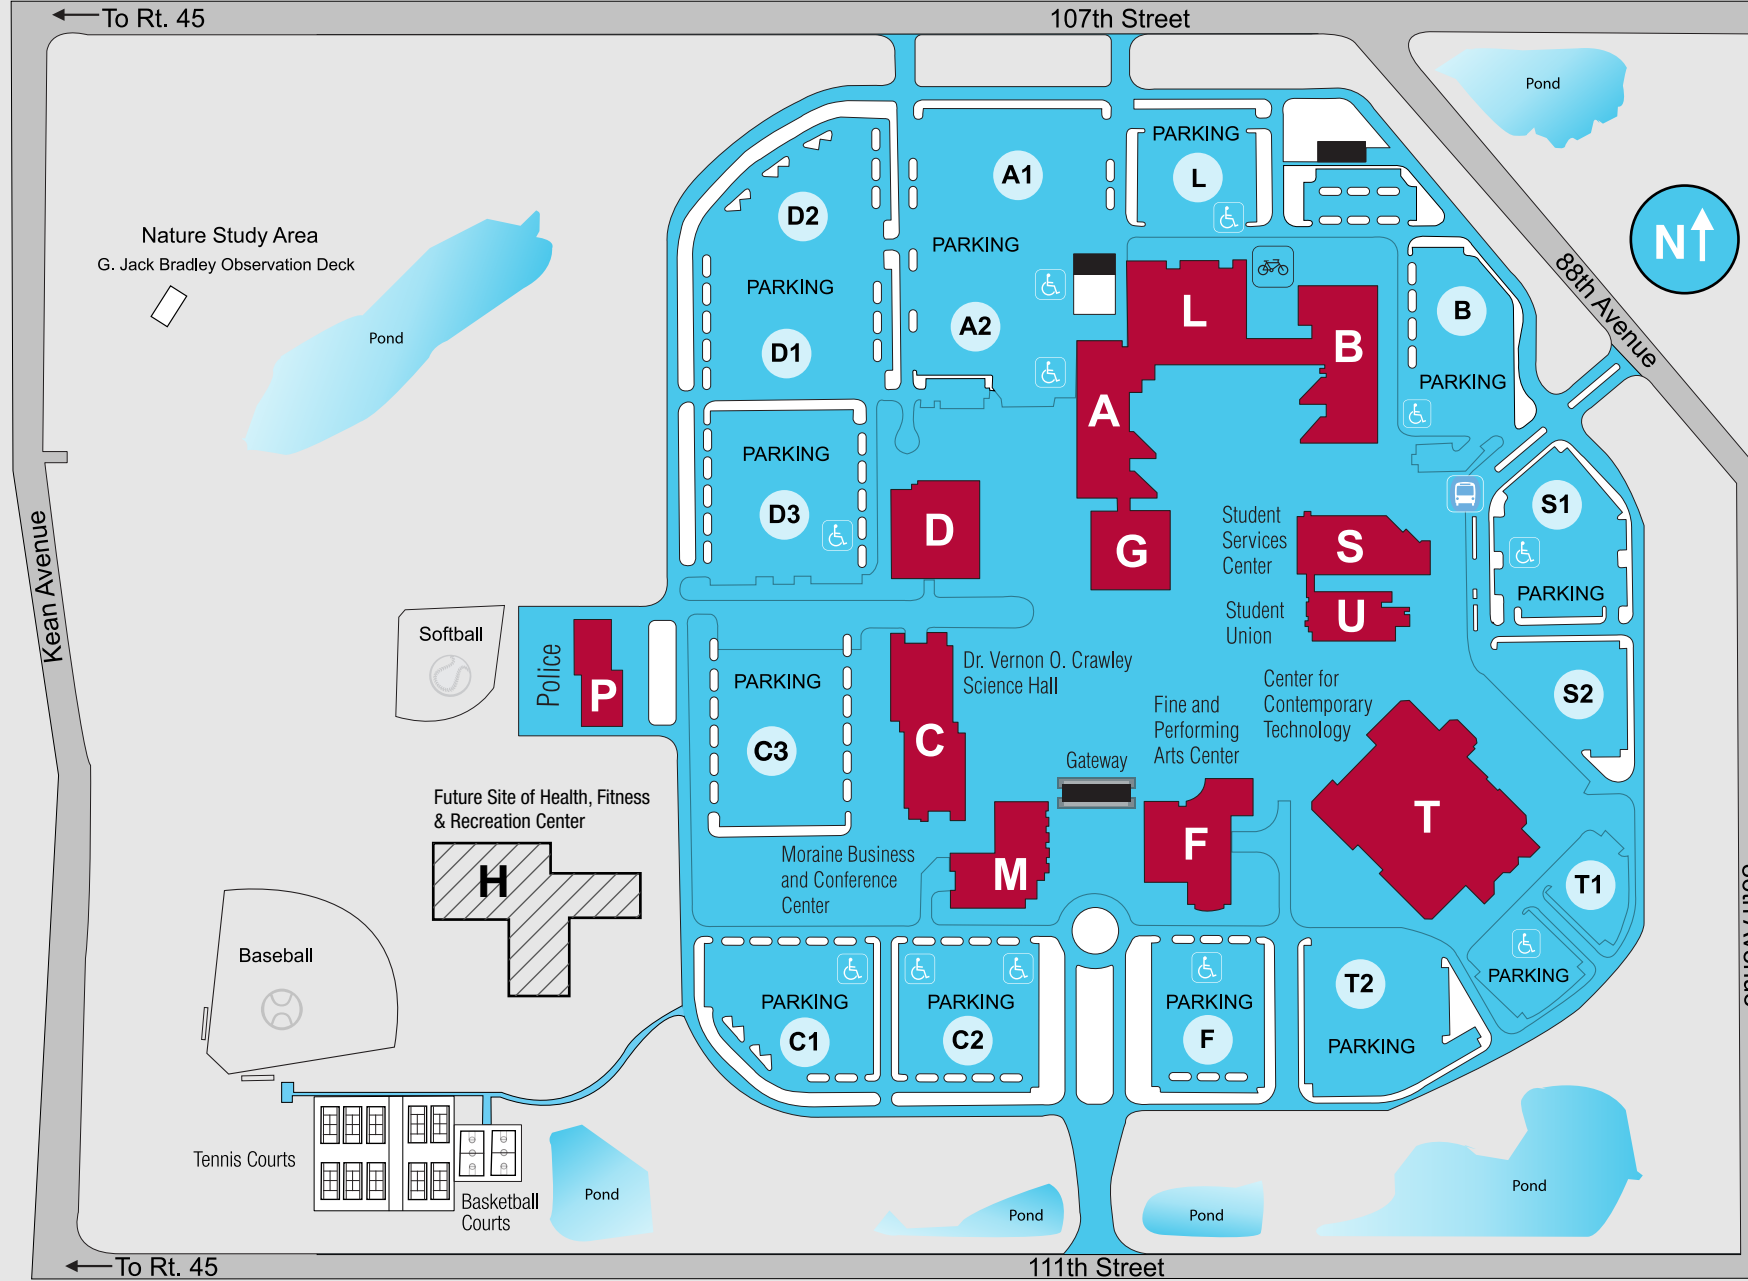 To Rt. 45
107th Street
Pond
PARKING
A1
L
D2
Nature Study Area
G. Jack Bradley Observation Deck
PARKING
N
88th Avenue
PARKING
Pond
D1
A2
L
B
B
PARKING
A
PARKING
D3
D
G
Student
Services
Center
S
S1
PARKING
Kean Avenue
Softball
Student
Union
U
Police
P
PARKING
C3
Dr. Vernon O. Crawley
Science Hall
C
Center for
Contemporary
Technology
S2
Fine and
Performing
Arts Center
Gateway
Future Site of Health, Fitness
& Recreation Center
H
T
F
Moraine Business
and Conference
Center
M
T1
PARKING
Baseball
PARKING
C1
PARKING
C2
PARKING
F
T2
PARKING
Tennis Courts
Basketball
Courts
Pond
Pond
Pond
Pond
To Rt. 45
111th Street